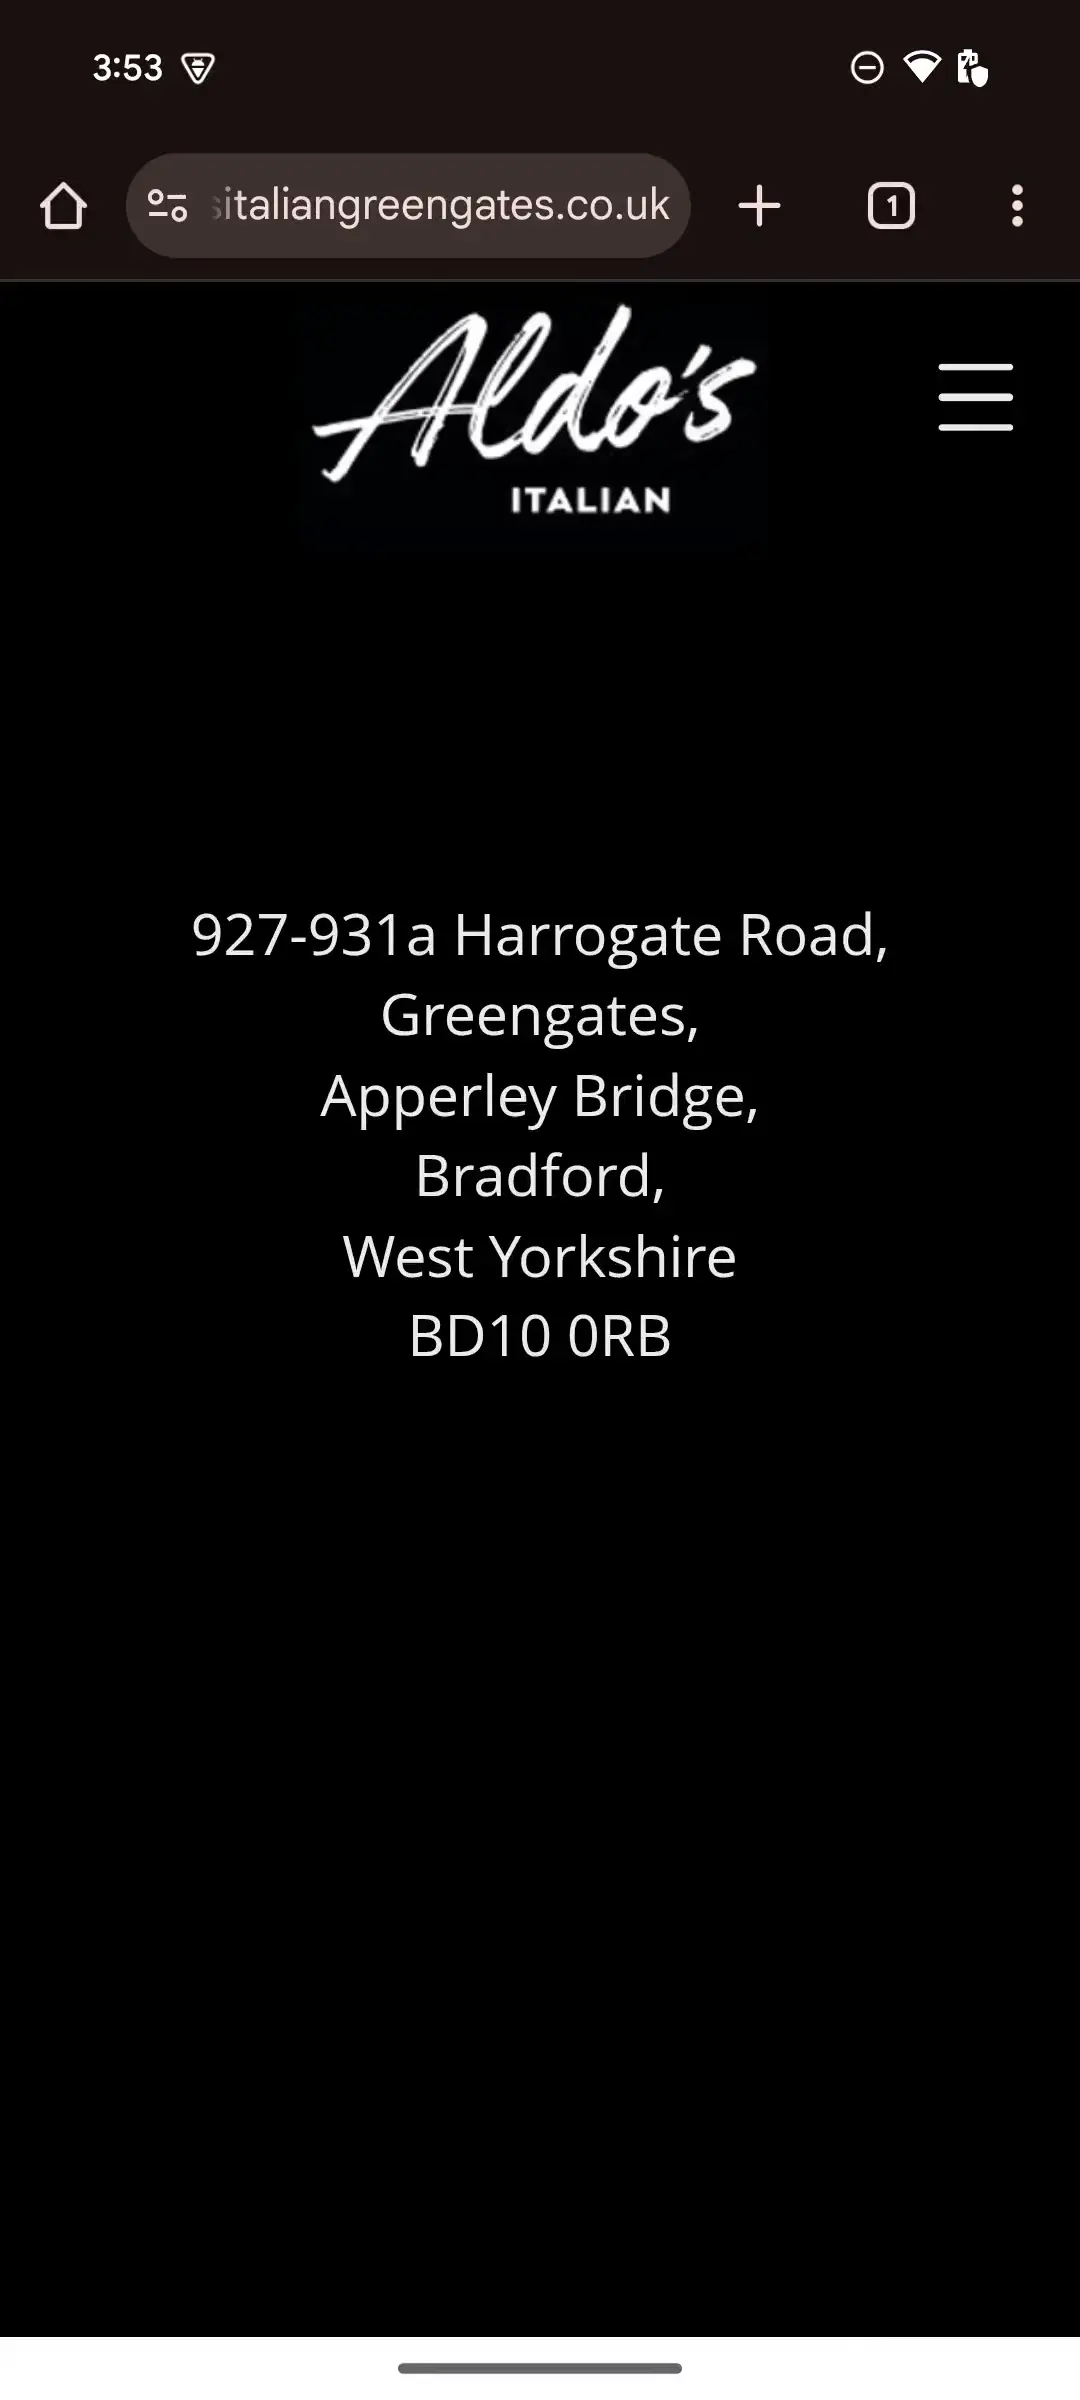 3:53
sitaliangreengates.co.uk
1
Aldo's
ITALIAN
927-931a Harrogate Road,
Greengates,
Apperley Bridge,
Bradford,
West Yorkshire
BD10 0RB